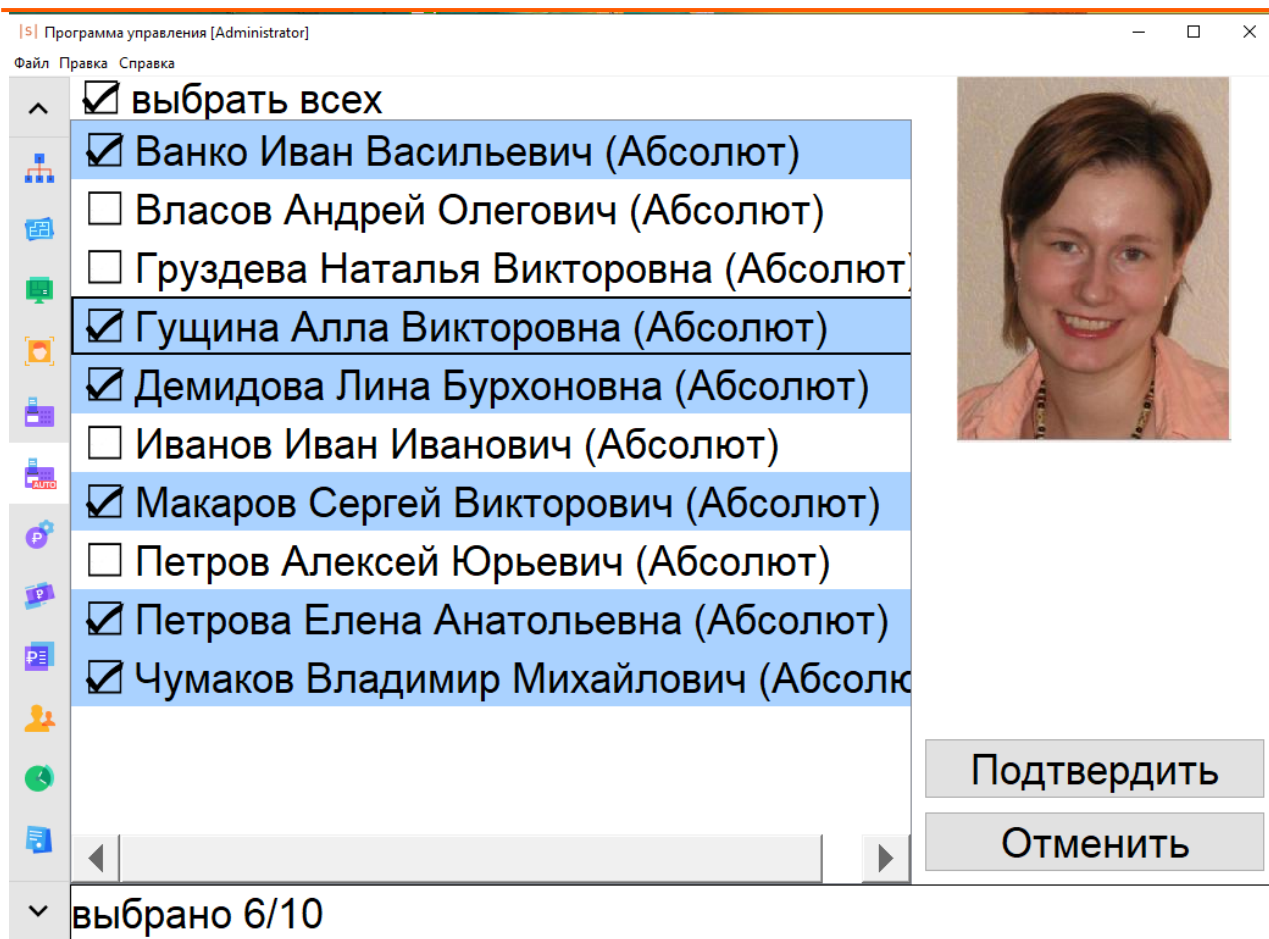 |S| Программа управления [Administrator]
Файл Правка Справка
выбрать всех
Ванко Иван Васильевич (Абсолют)
Власов Андрей Олегович (Абсолют)
Груздева Наталья Викторовна (Абсолют)
Гущина Алла Викторовна (Абсолют)
Демидова Лина Бурхоновна (Абсолют)
Иванов Иван Иванович (Абсолют)
Макаров Сергей Викторович (Абсолют)
Петров Алексей Юрьевич (Абсолют)
Петрова Елена Анатольевна (Абсолют)
Чумаков Владимир Михайлович (Абсолю
AUTO
Подтвердить
Отменить
выбрано 6/10